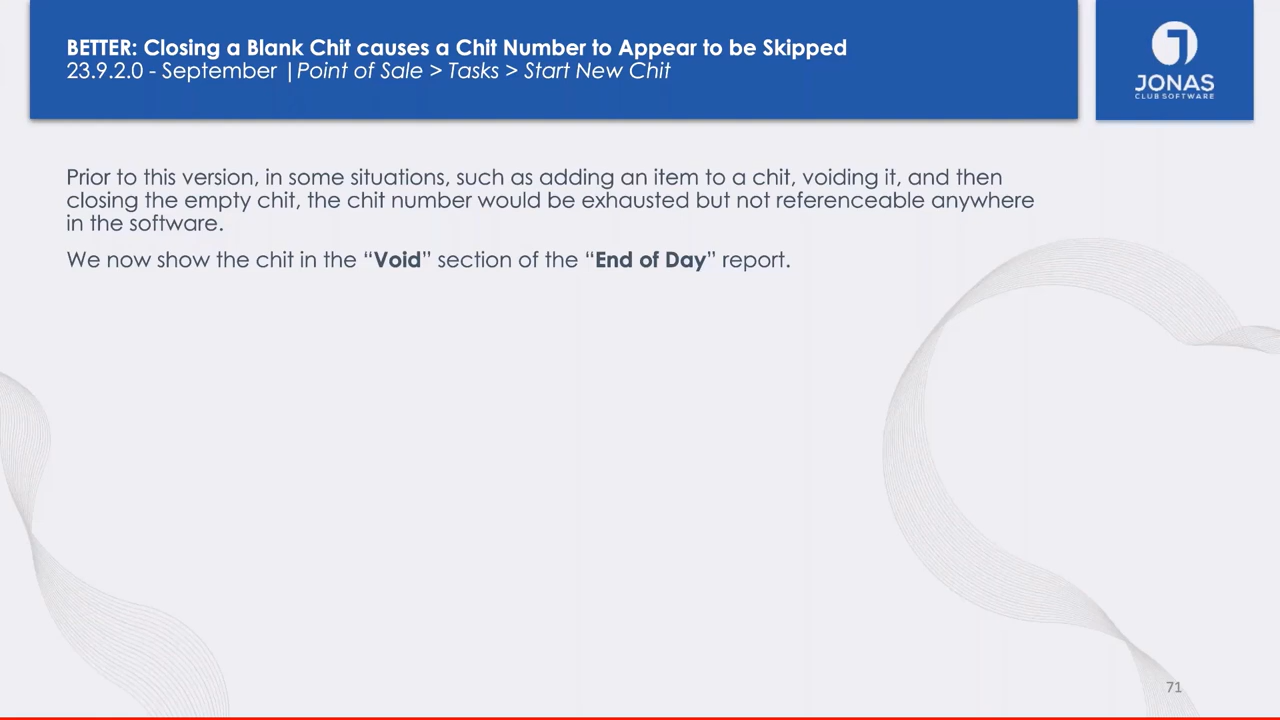 BETTER: Closing a Blank Chit causes a Chit Number to Appear to be Skipped
23.9.2.0 - September |Point of Sale > Tasks > Start New Chit
JONAS
CLUB SOFTWARE
Prior to this version, in some situations, such as adding an item to a chit, voiding it, and then
closing the empty chit, the chit number would be exhausted but not referenceable anywhere
in the software.
We now show the chit in the “Void” section of the “End of Day” report.
71